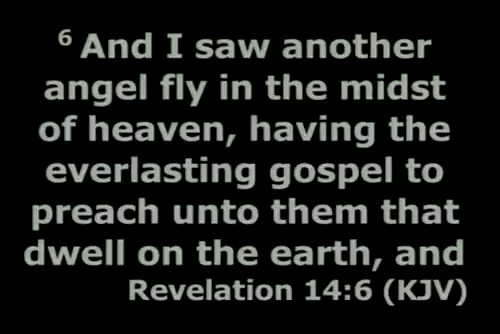 6 And I saw another
angel fly in the midst
of heaven, having the
everlasting gospel to
preach unto them that
dwell on the earth, and
Revelation 14:6 (KJV)